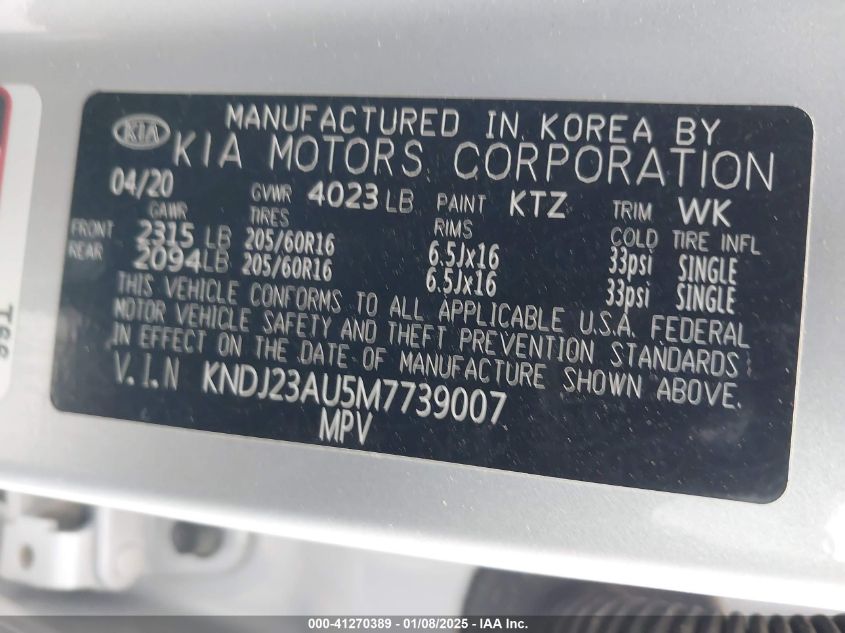 MANUFACTURED IN KOREA BY
KIA KIA MOTORS CORPORATION
04/20 GVWR 4023 LB PAINT KTZ TRIM WK
GAWR TIRES RIMS COLD TIRE INFL
FRONT 2315 LB 205/60R16 6.5Jx16 33psi SINGLE
REAR 2094LB 205/60R16 6.5Jx16 33psi SINGLE
THIS VEHICLE CONFORMS TO ALL APPLICABLE U.S.A. FEDERAL
MOTOR VEHICLE SAFETY AND THEFT PREVENTION STANDARDS
IN EFFECT ON THE DATE OF MANUFACTURE SHOWN ABOVE.
V.I.N KNDJ23AU5M7739007
MPV
000-41270389 - 01/08/2025 - IAA Inc.